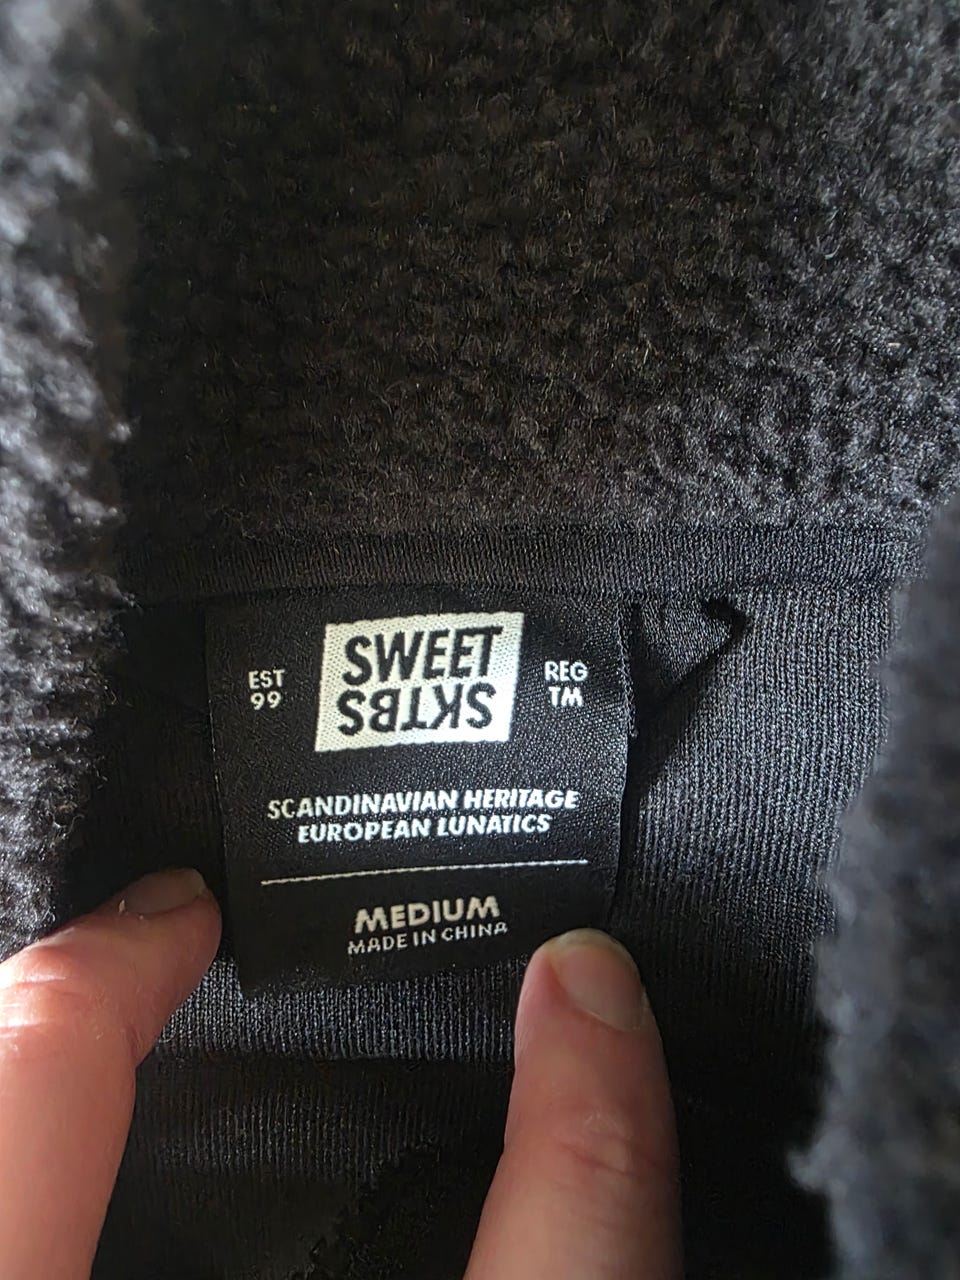 EST
99
SWEET
SKTBS
REG
TM
SCANDINAVIAN HERITAGE
EUROPEAN LUNATICS
MEDIUM
MADE IN CHINA